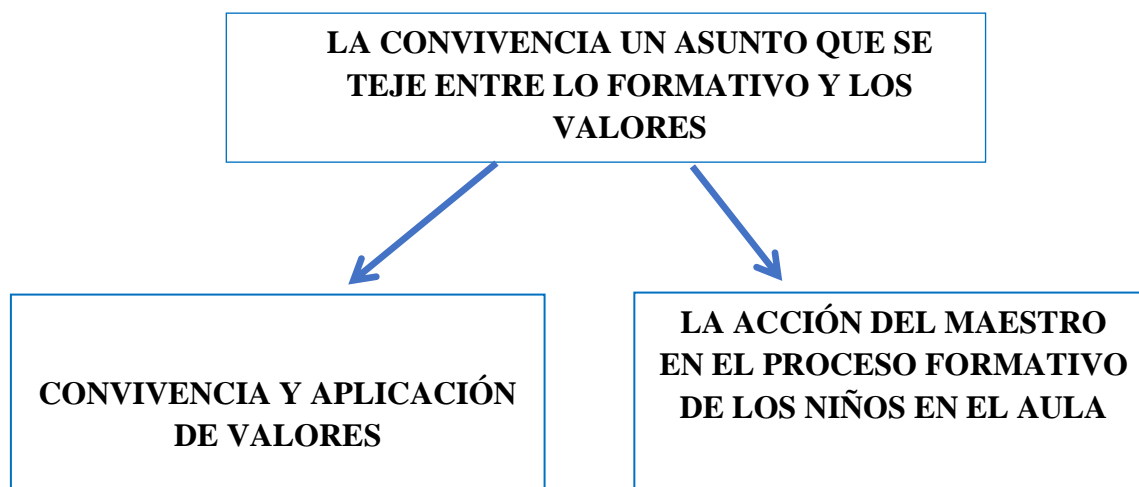 LA CONVIVENCIA UN ASUNTO QUE SE
TEJE ENTRE LO FORMATIVO Y LOS
VALORES
CONVIVENCIA Y APLICACIÓN
DE VALORES
LA ACCIÓN DEL MAESTRO
EN EL PROCESO FORMATIVO
DE LOS NIÑOS EN EL AULA